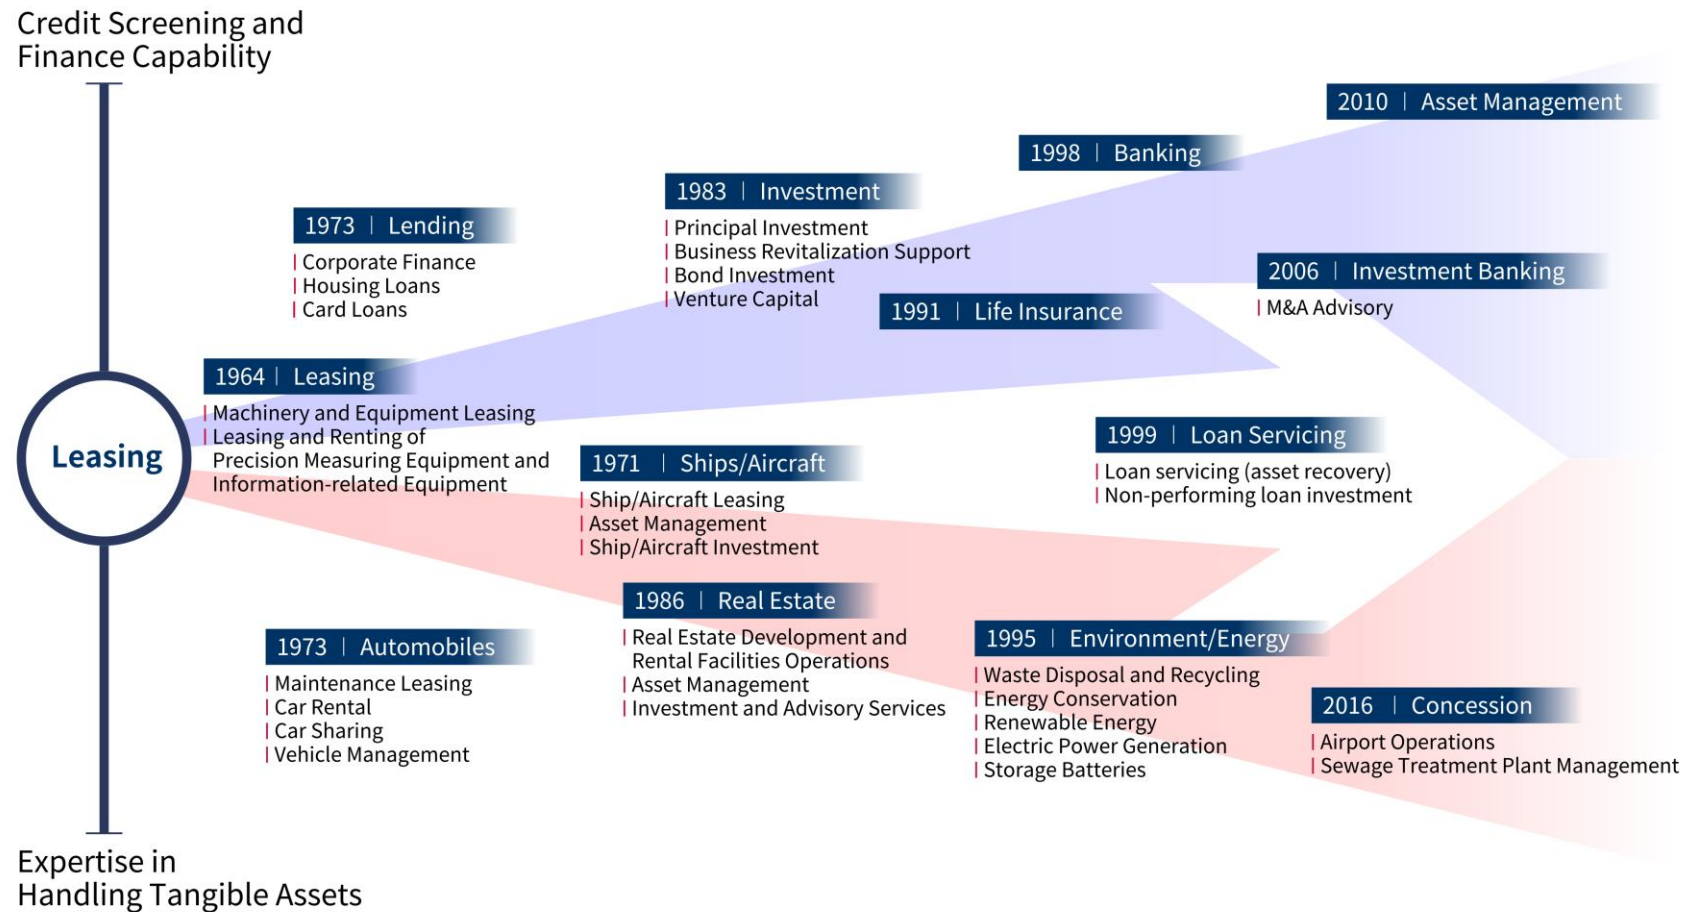 Credit Screening and
Finance Capability
2010 | Asset Management
1998 | Banking
1983 | Investment
Principal Investment
Business Revitalization Support
Bond Investment
Venture Capital
1973 | Lending
Corporate Finance
Housing Loans
Card Loans
2006 | Investment Banking
M&A Advisory
1991 | Life Insurance
1964 | Leasing
Machinery and Equipment Leasing
Leasing and Renting of
Precision Measuring Equipment and
Information-related Equipment
Leasing
1999 | Loan Servicing
Loan servicing (asset recovery)
Non-performing loan investment
1971 | Ships/Aircraft
Ship/Aircraft Leasing
Asset Management
Ship/Aircraft Investment
1986 | Real Estate
Real Estate Development and
Rental Facilities Operations
Asset Management
Investment and Advisory Services
1973 | Automobiles
Maintenance Leasing
Car Rental
Car Sharing
Vehicle Management
1995 | Environment/Energy
Waste Disposal and Recycling
Energy Conservation
Renewable Energy
Electric Power Generation
Storage Batteries
2016 | Concession
Airport Operations
Sewage Treatment Plant Management
Expertise in
Handling Tangible Assets